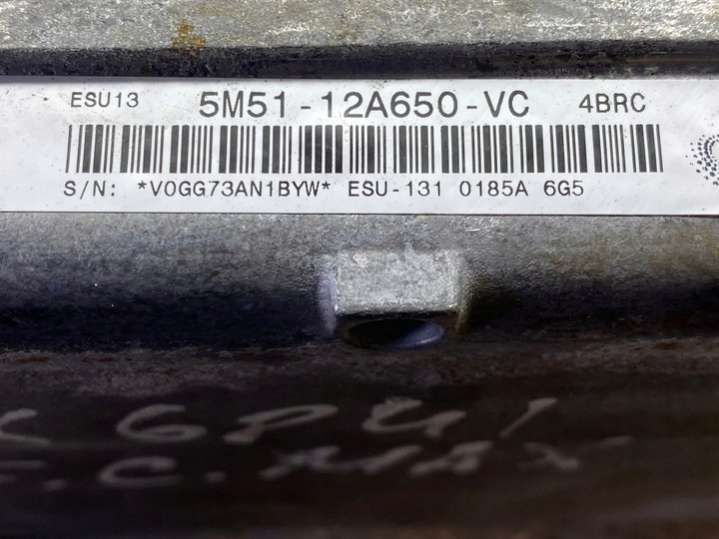 ESU13 5M51-12A650-VC 4BRC
S/N: *V0GG73AN1BYW* ESU-131 0185A 6G5